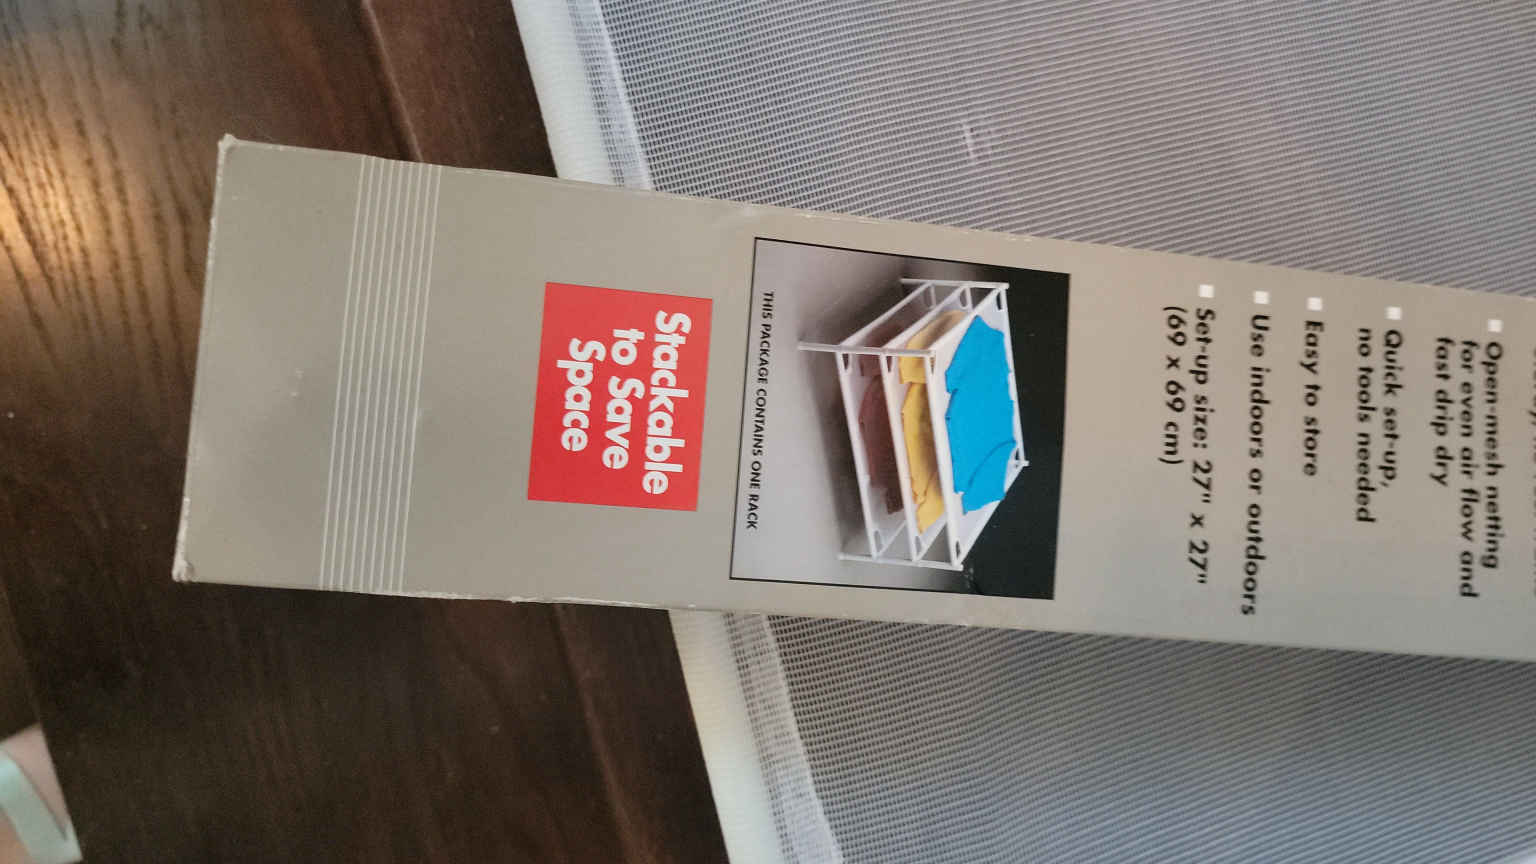 Open-mesh netting
for even air flow and
fast drip dry
Quick set-up,
no tools needed
Easy to store
Use indoors or outdoors
Set-up size: 27" x 27"
(69 x 69 cm)
THIS PACKAGE CONTAINS ONE RACK
Stackable
to Save
Space